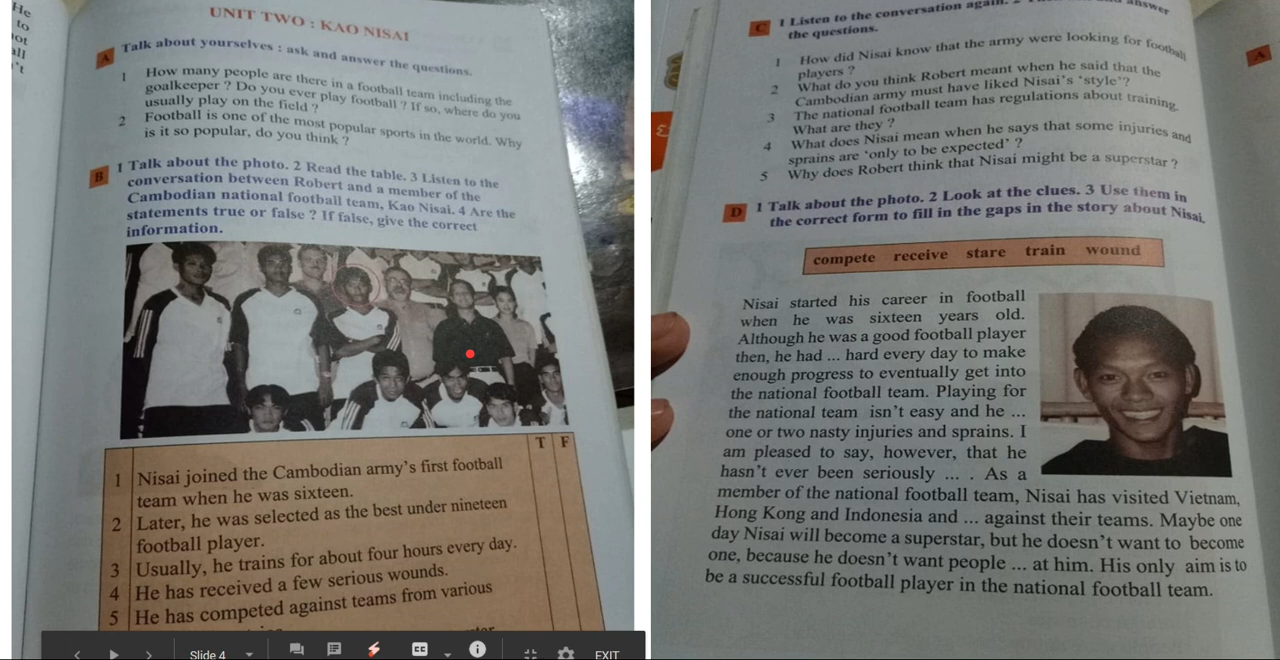 He
to
not
all
't
UNIT TWO : KAO NISAI
A Talk about yourselves : ask and answer the questions.
1 How many people are there in a football team including the
goalkeeper ? Do you ever play football ? If so, where do you
usually play on the field ?
2 Football is one of the most popular sports in the world. Why
is it so popular, do you think ?
B 1 Talk about the photo. 2 Read the table. 3 Listen to the
conversation between Robert and a member of the
Cambodian national football team, Kao Nisai. 4 Are the
statements true or false ? If false, give the correct
information.
T F
1 Nisai joined the Cambodian army's first football
team when he was sixteen.
2 Later, he was selected as the best under nineteen
football player.
3 Usually, he trains for about four hours every day.
4 He has received a few serious wounds.
5 He has competed against teams from various
Slide 4
CC
EXIT
C 1 Listen to the conversation again. 2 and answer
the questions.
1 How did Nisai know that the army were looking for football
players ?
2 What do you think Robert meant when he said that the
Cambodian army must have liked Nisai's 'style'?
3 The national football team has regulations about training.
What are they ?
4 What does Nisai mean when he says that some injuries and
sprains are 'only to be expected' ?
5 Why does Robert think that Nisai might be a superstar ?
D 1 Talk about the photo. 2 Look at the clues. 3 Use them in
the correct form to fill in the gaps in the story about Nisai.
compete receive stare train wound
Nisai started his career in football
when he was sixteen years old.
Although he was a good football player
then, he had ... hard every day to make
enough progress to eventually get into
the national football team. Playing for
the national team isn't easy and he ...
one or two nasty injuries and sprains. I
am pleased to say, however, that he
hasn't ever been seriously ... . As a
member of the national football team, Nisai has visited Vietnam,
Hong Kong and Indonesia and ... against their teams. Maybe one
day Nisai will become a superstar, but he doesn't want to become
one, because he doesn't want people ... at him. His only aim is to
be a successful football player in the national football team.
A